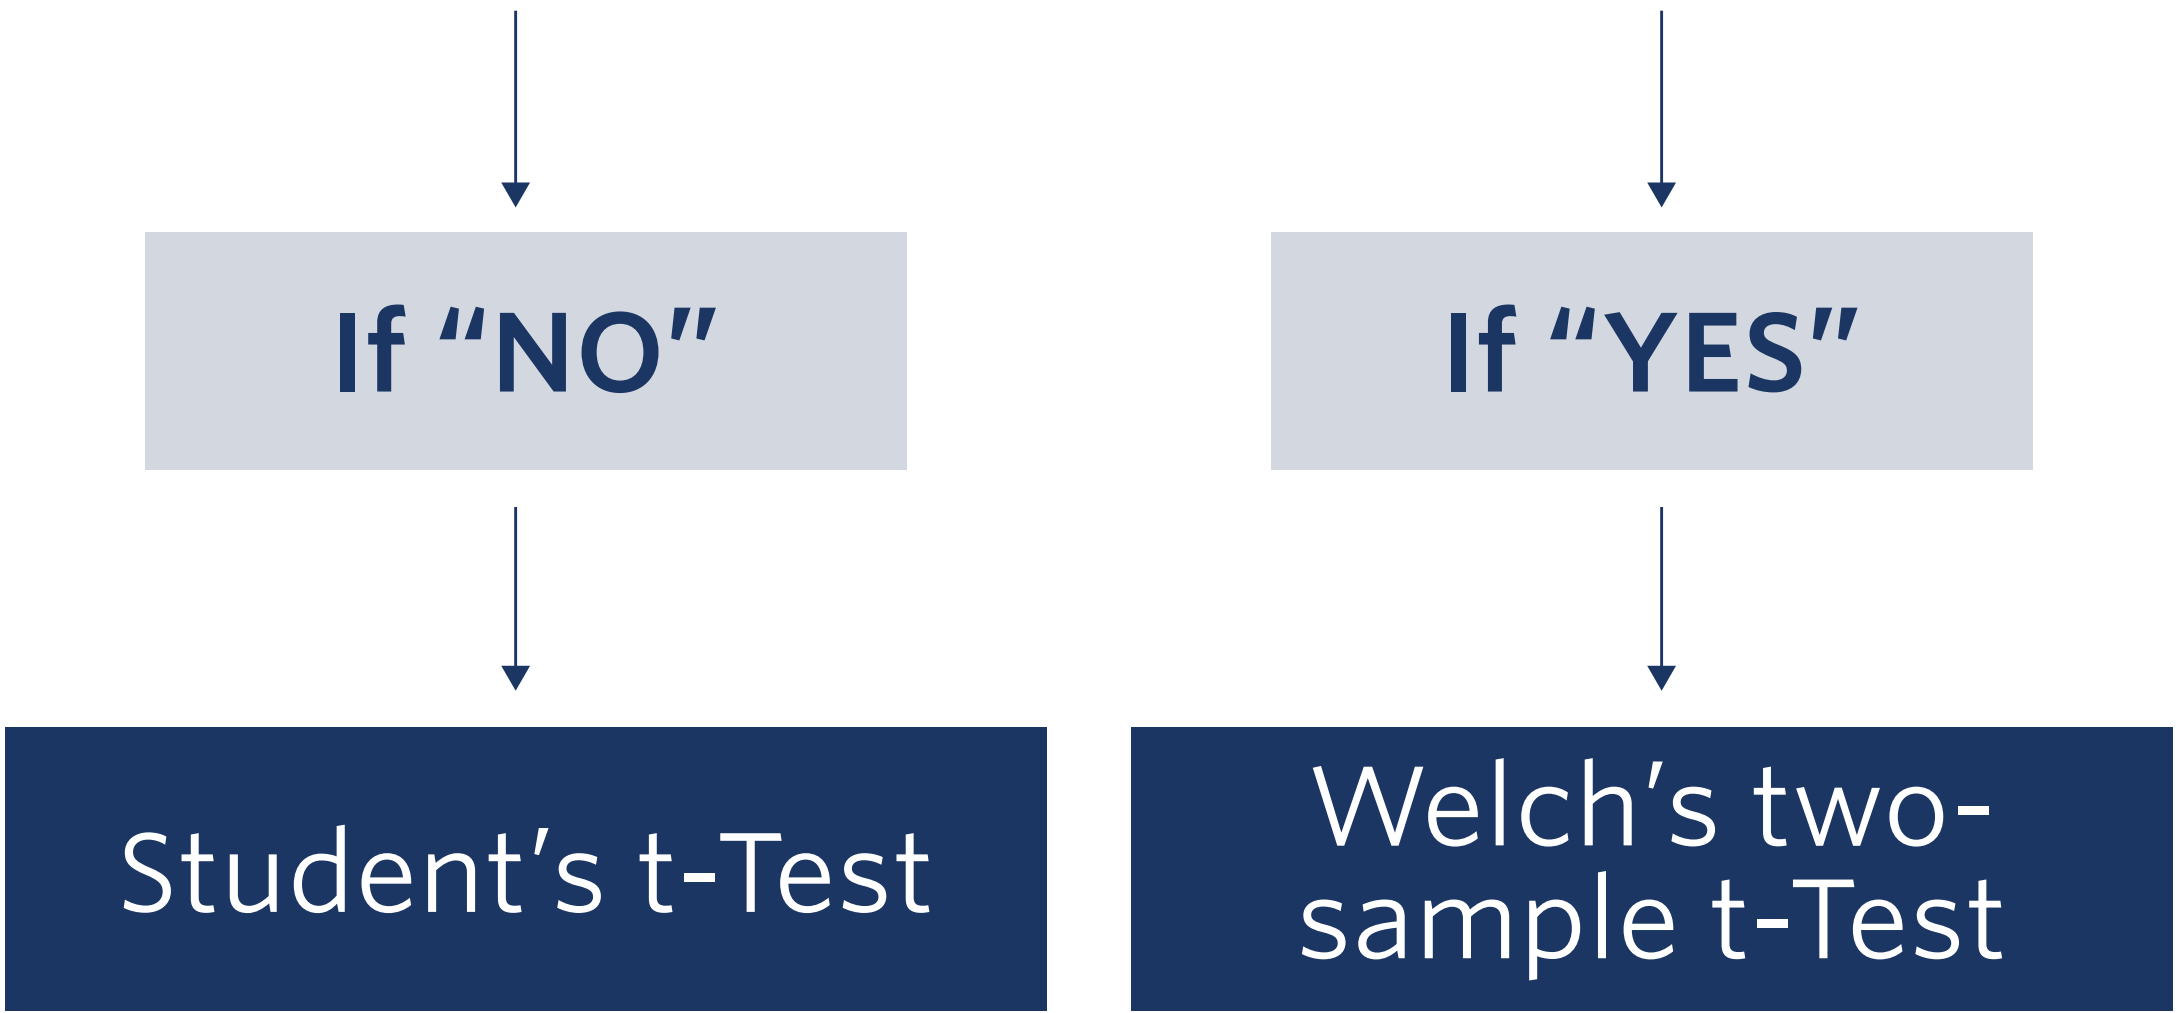 If “NO”
If “YES”
Student’s t-Test
Welch’s two-
sample t-Test